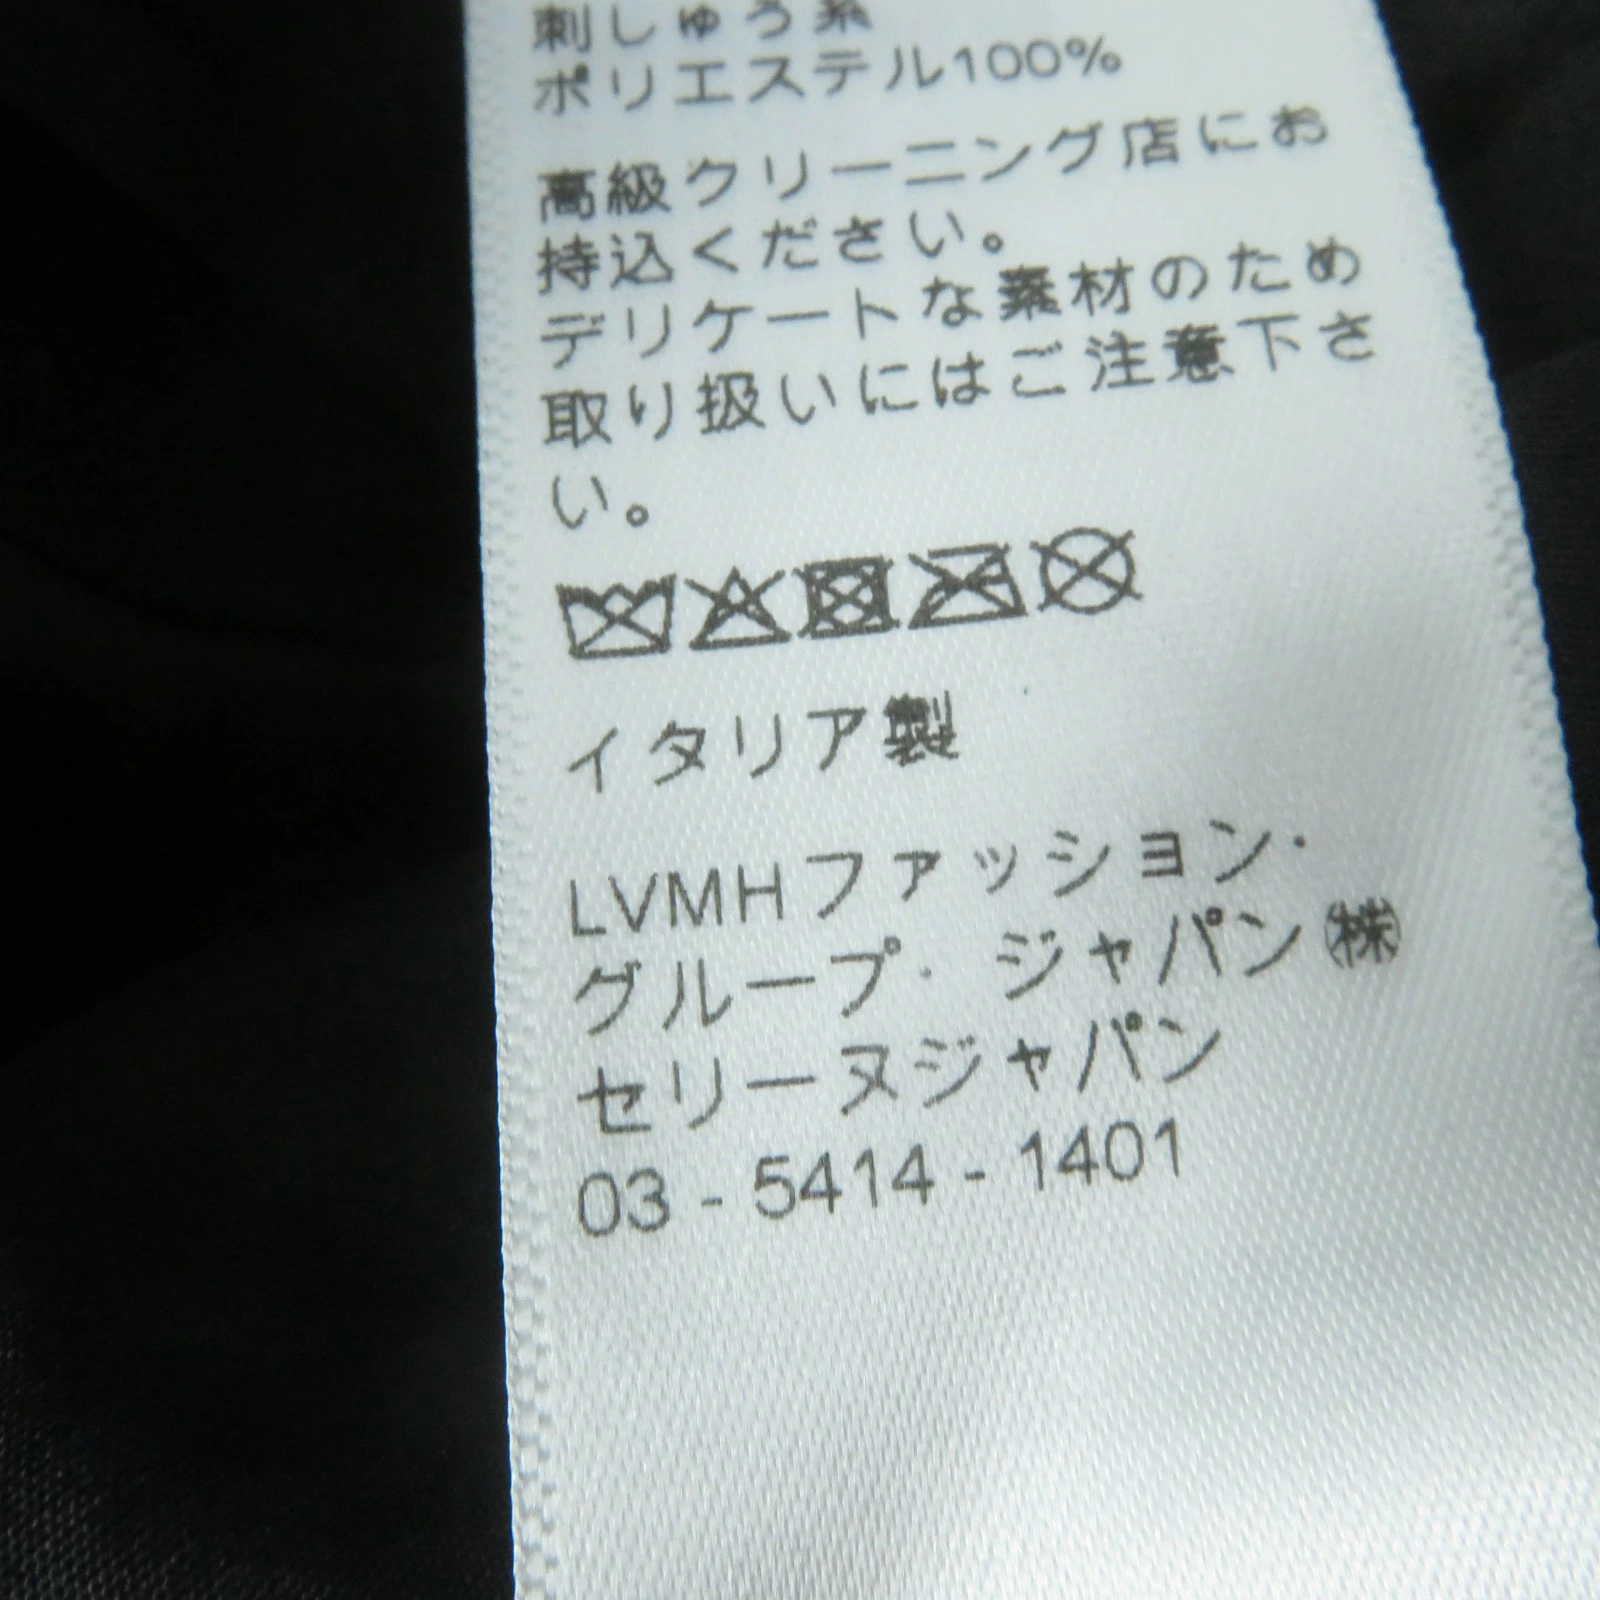 刺しゅう糸
ポリエステル100%
高級クリーニング店にお
持込ください。
デリケートな素材のため
取り扱いにはご注意下さ
い。
イタリア製
LVMHファッション・
グループ・ジャパン㈱
セリーヌジャパン
03 - 5414 - 1401